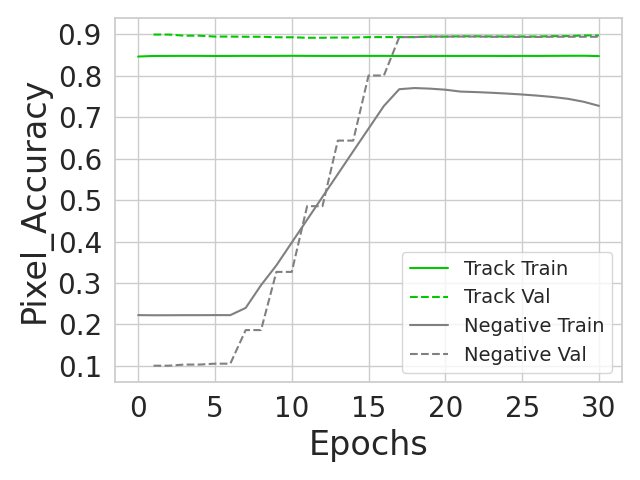 0.9
0.8
0.7
0.6
0.5
0.4
0.3
0.2
0.1
Pixel_Accuracy
Track Train
Track Val
Negative Train
Negative Val
0 5 10 15 20 25 30
Epochs